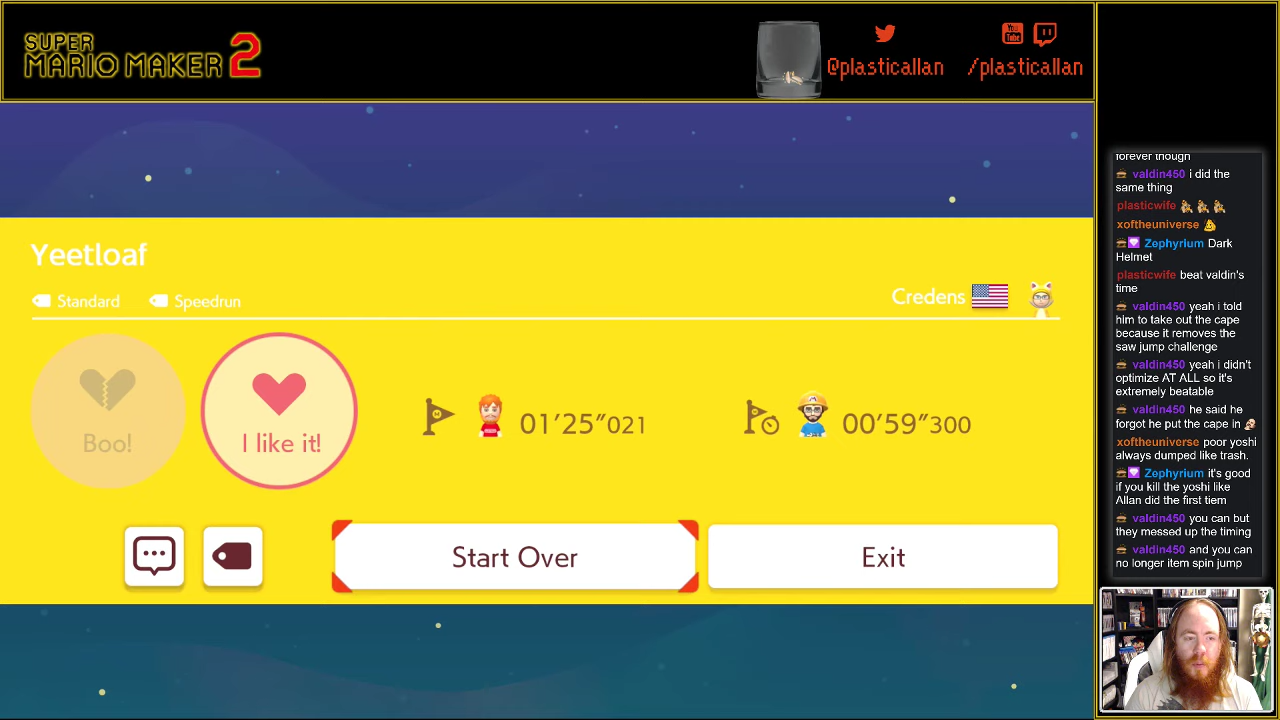 SUPER
MARIO MAKER 2
@plasticallan
You Tube
/plasticallan
Yeetloaf
Standard
Speedrun
Credens
Boo!
I like it!
01'25"021
00'59"300
Start Over
Exit
forever though
valdin450 i did the
same thing
plasticwife
xoftheuniverse
Zephyrium Dark
Helmet
plasticwife beat valdin's
time
valdin450 yeah i told
him to take out the cape
because it removes the
saw jump challenge
valdin450 yeah i didn't
optimize AT ALL so it's
extremely beatable
valdin450 he said he
forgot he put the cape in
xoftheuniverse poor yoshi
always dumped like trash.
Zephyrium it's good
if you kill the yoshi like
Allan did the first tiem
valdin450 you can but
they messed up the timing
valdin450 and you can
no longer item spin jump